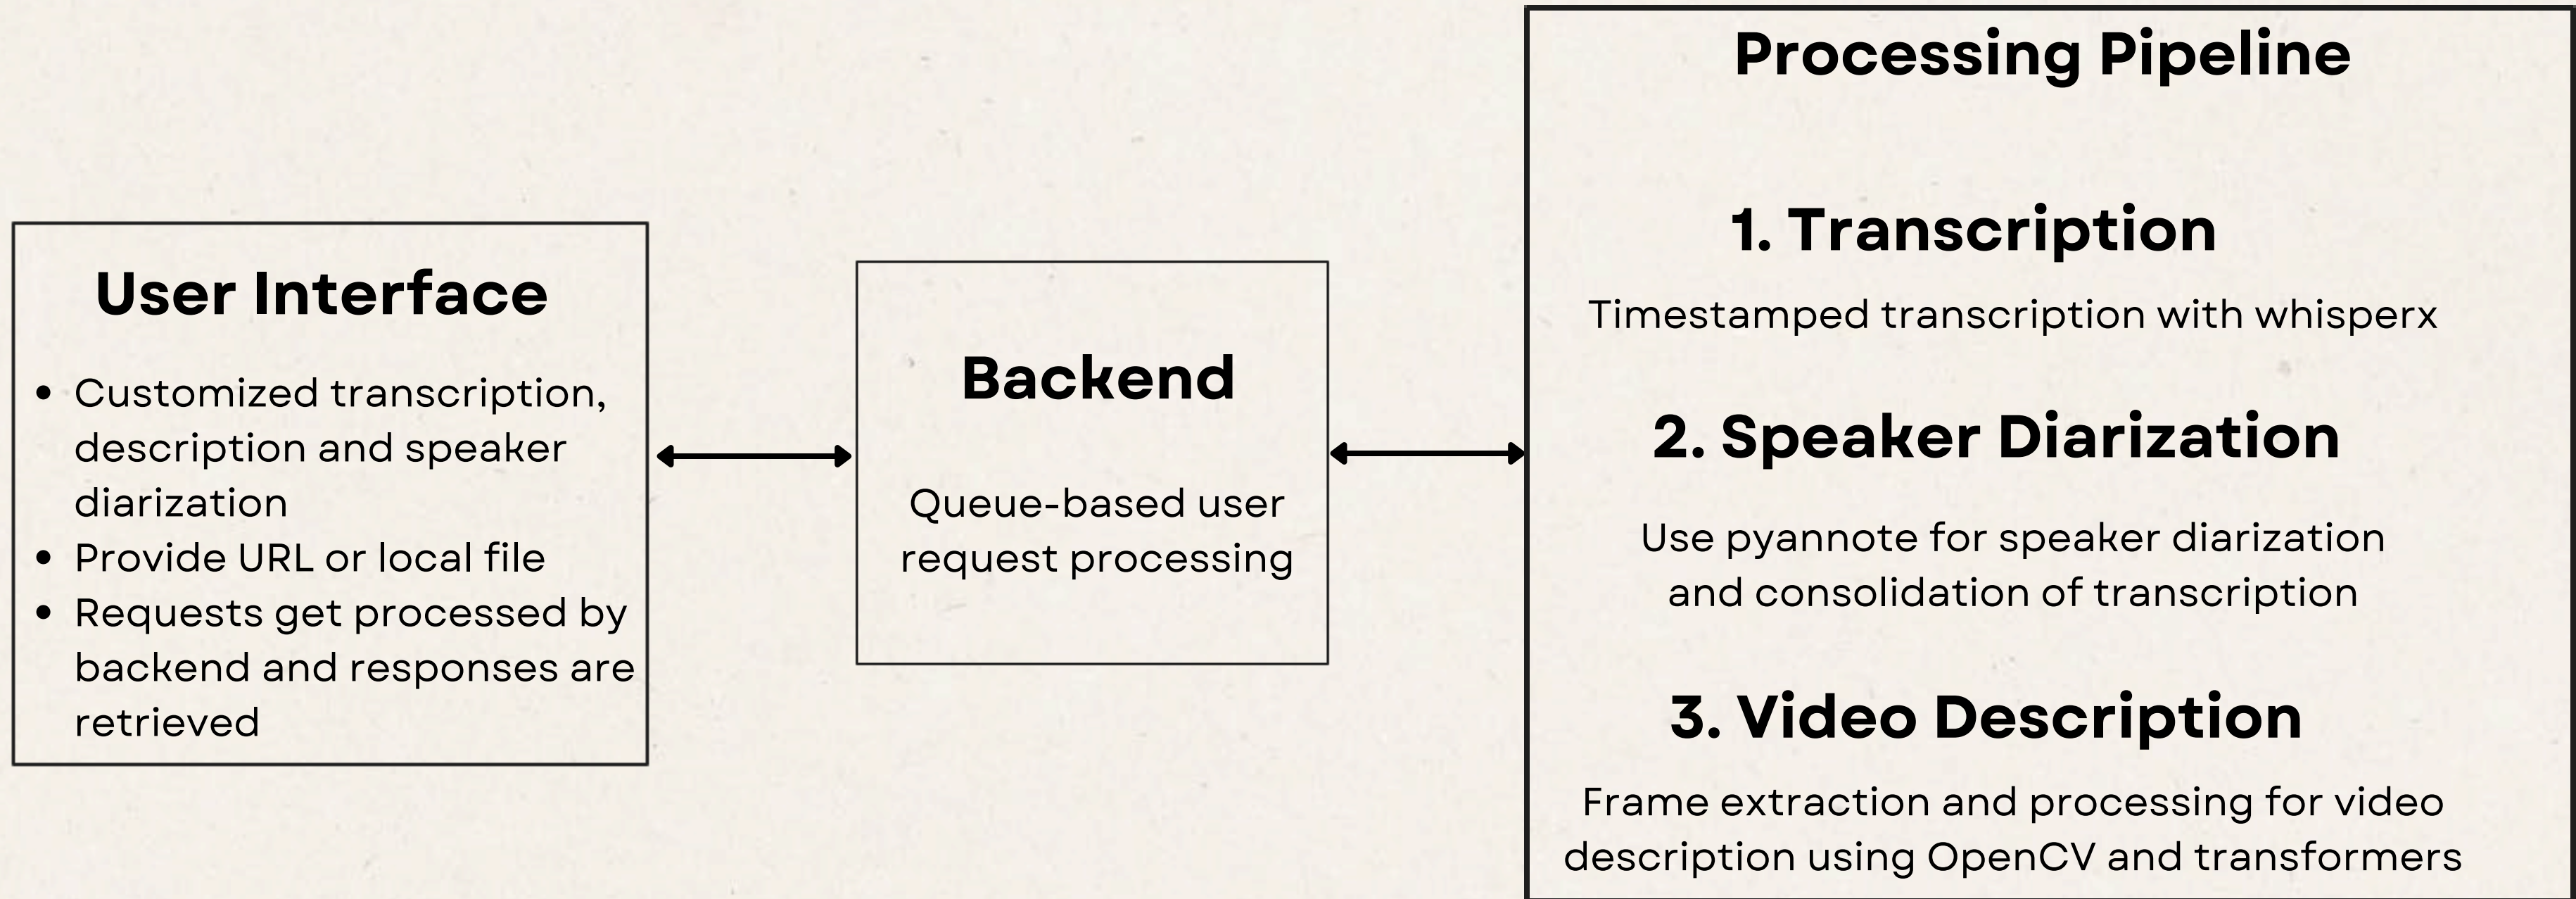 User Interface
• Customized transcription,
description and speaker
diarization
• Provide URL or local file
• Requests get processed by
backend and responses are
retrieved
Backend
Queue-based user
request processing
Processing Pipeline
1. Transcription
Timestamped transcription with whisperx
2. Speaker Diarization
Use pyannote for speaker diarization
and consolidation of transcription
3. Video Description
Frame extraction and processing for video
description using OpenCV and transformers